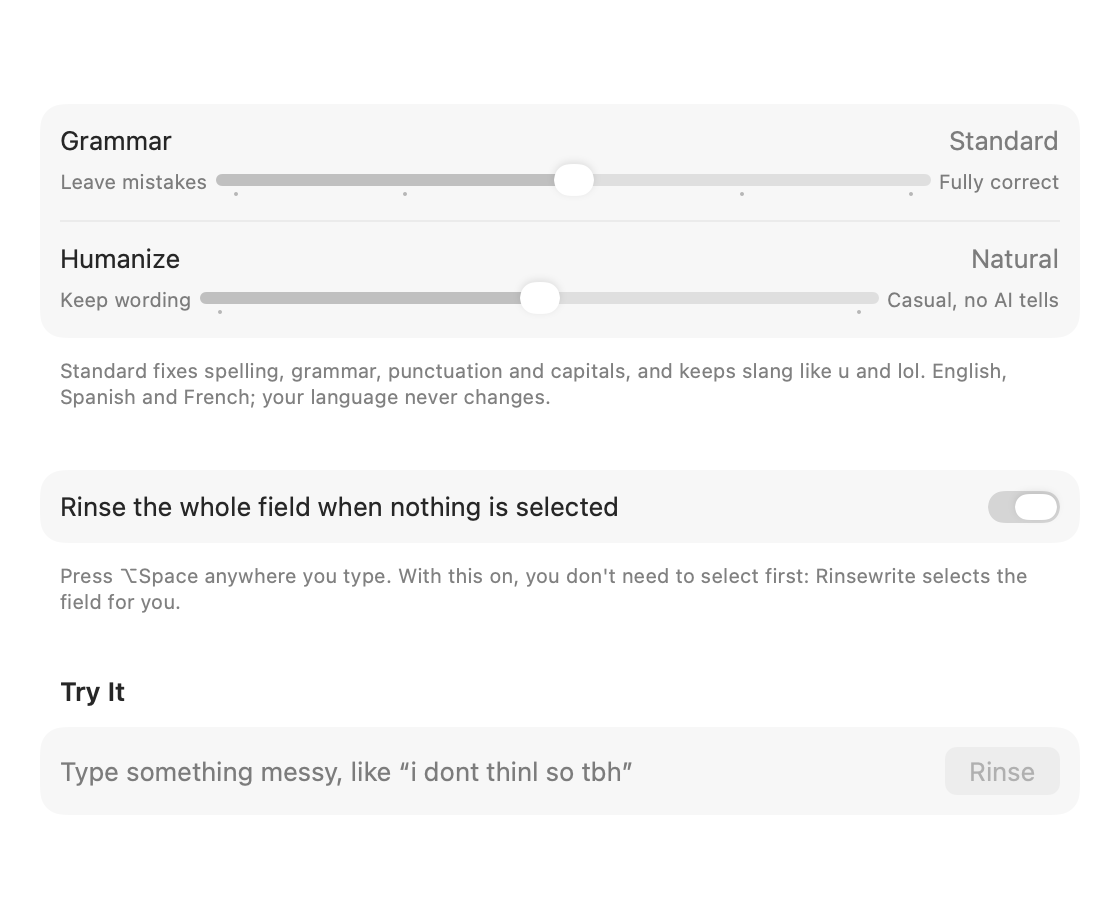 Grammar
Standard
Leave mistakes
Fully correct
Humanize
Natural
Keep wording
Casual, no AI tells
Standard fixes spelling, grammar, punctuation and capitals, and keeps slang like u and lol. English,
Spanish and French; your language never changes.
Rinse the whole field when nothing is selected
Press ⌥Space anywhere you type. With this on, you don't need to select first: Rinsewrite selects the
field for you.
Try It
Type something messy, like “i dont thinl so tbh”
Rinse